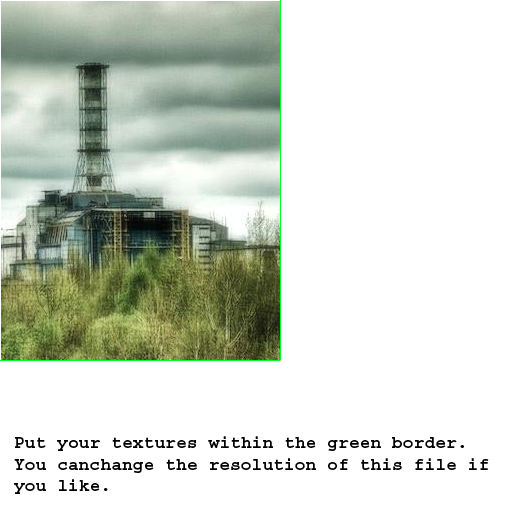 Put your textures within the green border.
You canchange the resolution of this file if
you like.